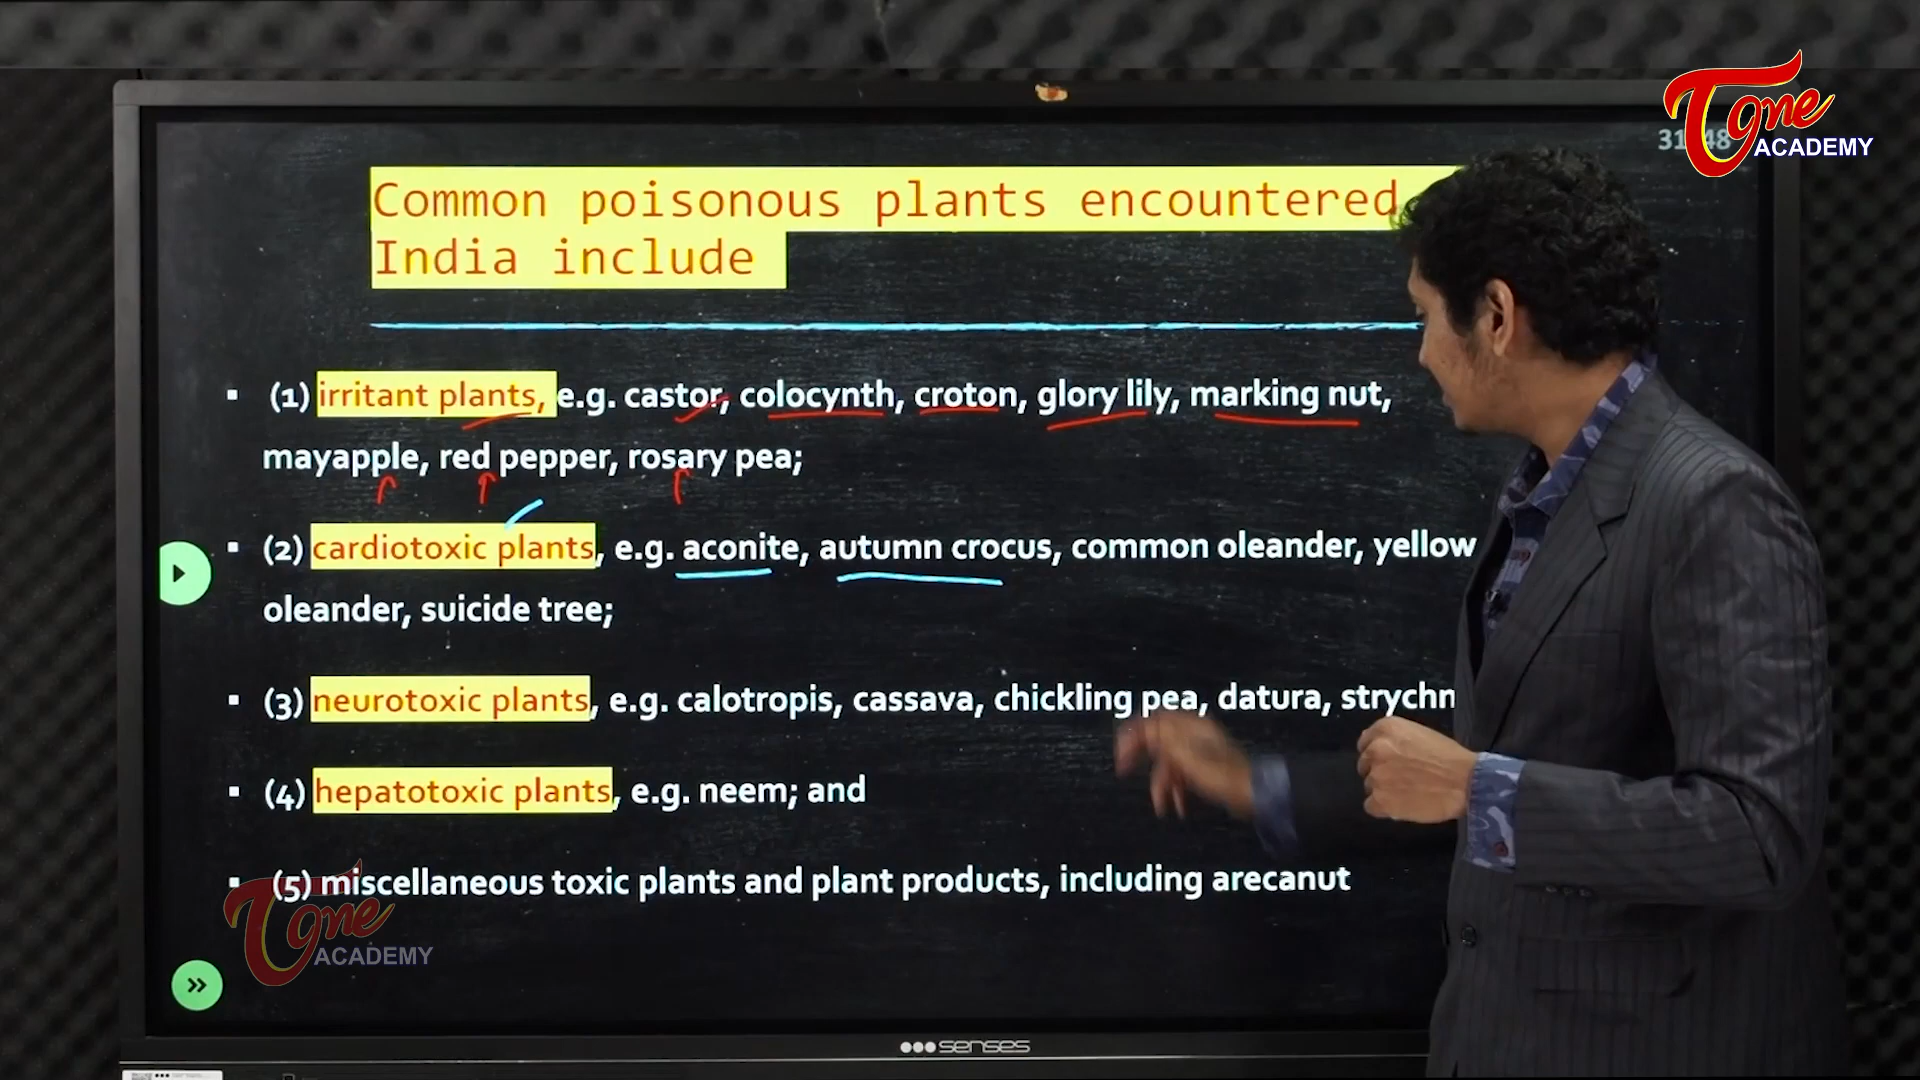 Tone
ACADEMY
Common poisonous plants encountered
India include
(1) irritant plants, e.g. castor, colocynth, croton, glory lily, marking nut,
mayapple, red pepper, rosary pea;
(2) cardiotoxic plants, e.g. aconite, autumn crocus, common oleander, yellow
oleander, suicide tree;
(3) neurotoxic plants, e.g. calotropis, cassava, chickling pea, datura, strychn
(4) hepatotoxic plants, e.g. neem; and
(5) miscellaneous toxic plants and plant products, including arecanut
Tone
ACADEMY
senses